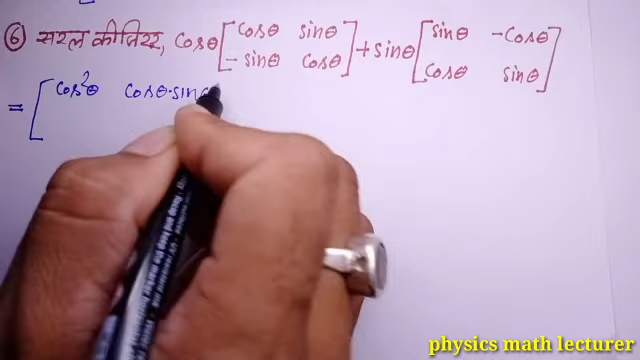 ⑥ सरल कीजिए, cosθ [cosθ sinθ -sinθ cosθ] + sinθ [sinθ -cosθ cosθ sinθ]
= [cos²θ cosθ·sin
physics math lecturer